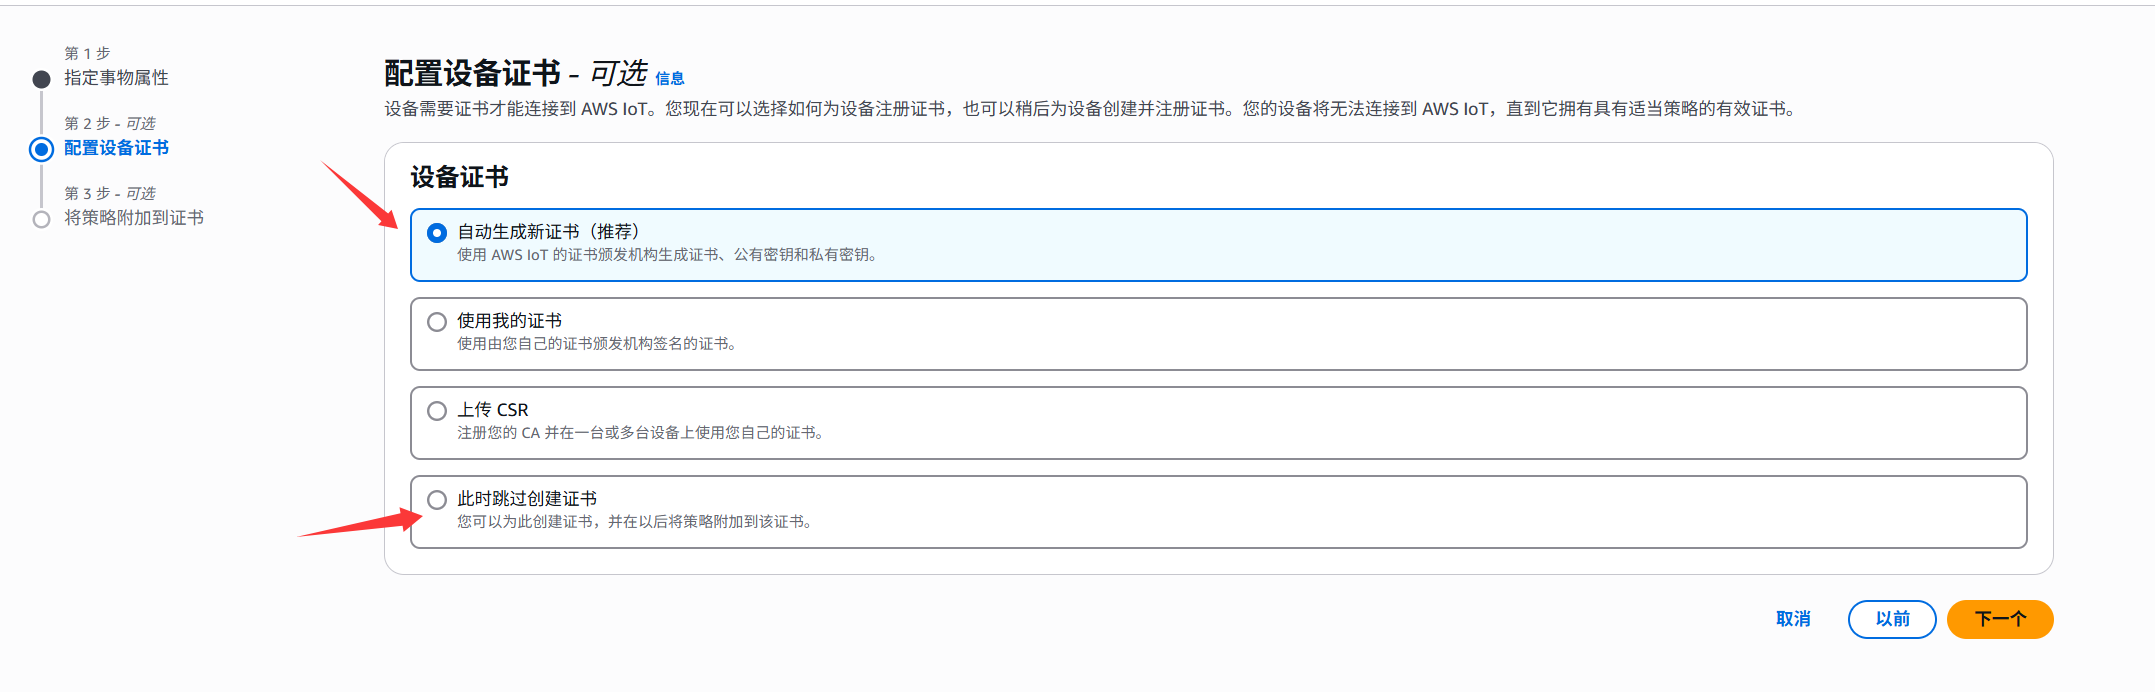 第 1 步
指定事物属性
第 2 步 - 可选
配置设备证书
第 3 步 - 可选
将策略附加到证书
配置设备证书 - 可选 信息
设备需要证书才能连接到 AWS IoT。您现在可以选择如何为设备注册证书，也可以稍后为设备创建并注册证书。您的设备将无法连接到 AWS IoT，直到它拥有具有适当策略的有效证书。
设备证书
自动生成新证书（推荐）
使用 AWS IoT 的证书颁发机构生成证书、公有密钥和私有密钥。
使用我的证书
使用由您自己的证书颁发机构签名的证书。
上传 CSR
注册您的 CA 并在一台或多台设备上使用您自己的证书。
此时跳过创建证书
您可以为此创建证书，并在以后将策略附加到该证书。
取消 以前 下一个